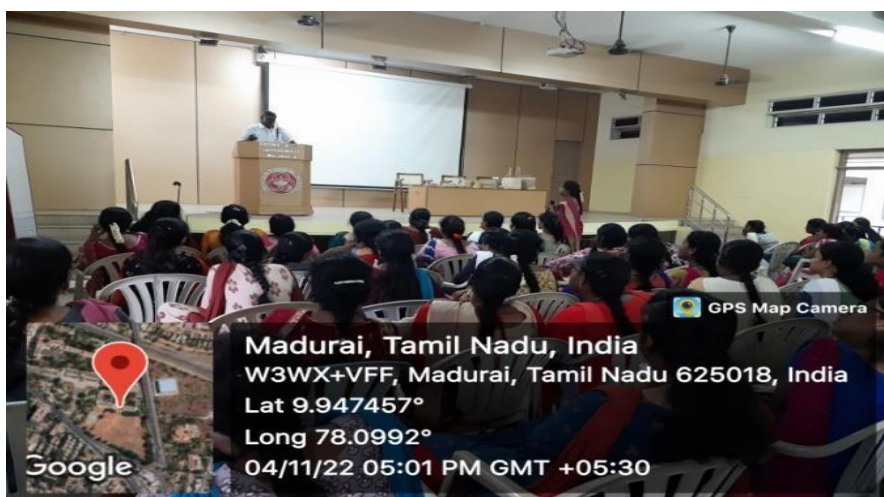 GPS Map Camera
Madurai, Tamil Nadu, India
W3WX+VFF, Madurai, Tamil Nadu 625018, India
Lat 9.947457°
Long 78.0992°
04/11/22 05:01 PM GMT +05:30
Google